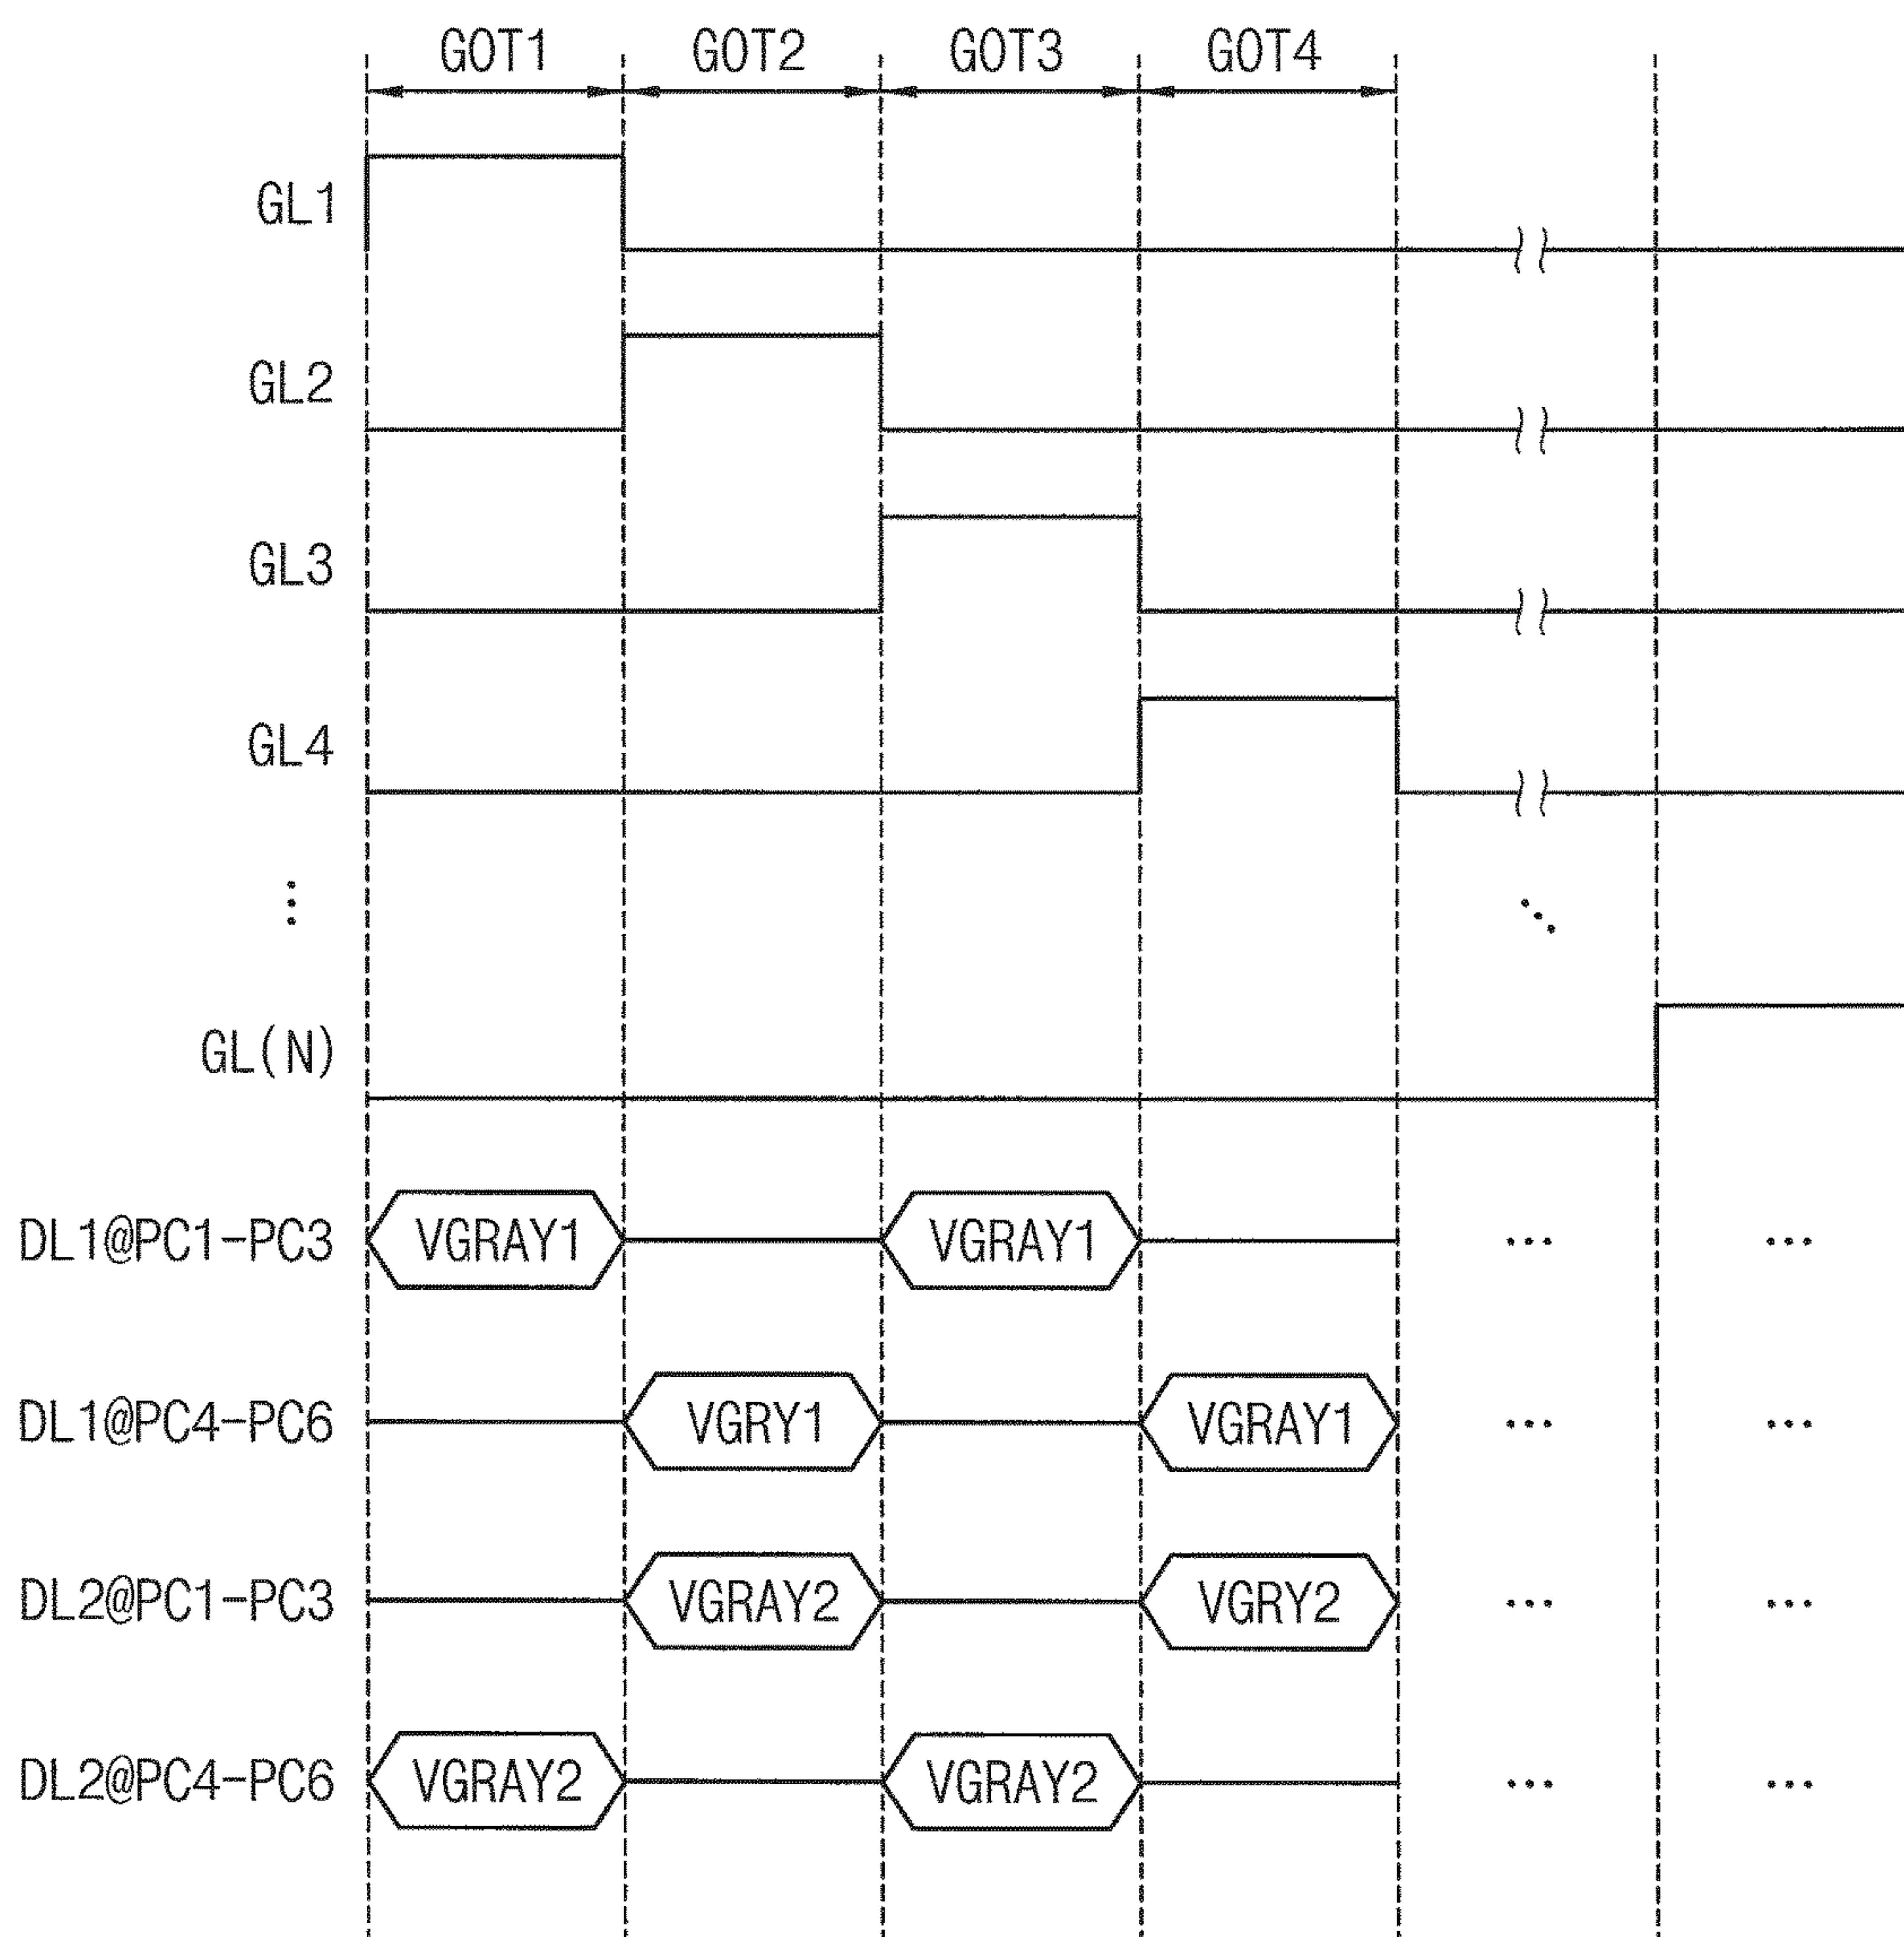 GOT1 GOT2 GOT3 GOT4
GL1
GL2
GL3
GL4
⋮
⋱
GL(N)
DL1@PC1-PC3 VGRAY1 VGRAY1 ... ...
DL1@PC4-PC6 VGRY1 VGRAY1 ... ...
DL2@PC1-PC3 VGRAY2 VGRY2 ... ...
DL2@PC4-PC6 VGRAY2 VGRAY2 ... ...